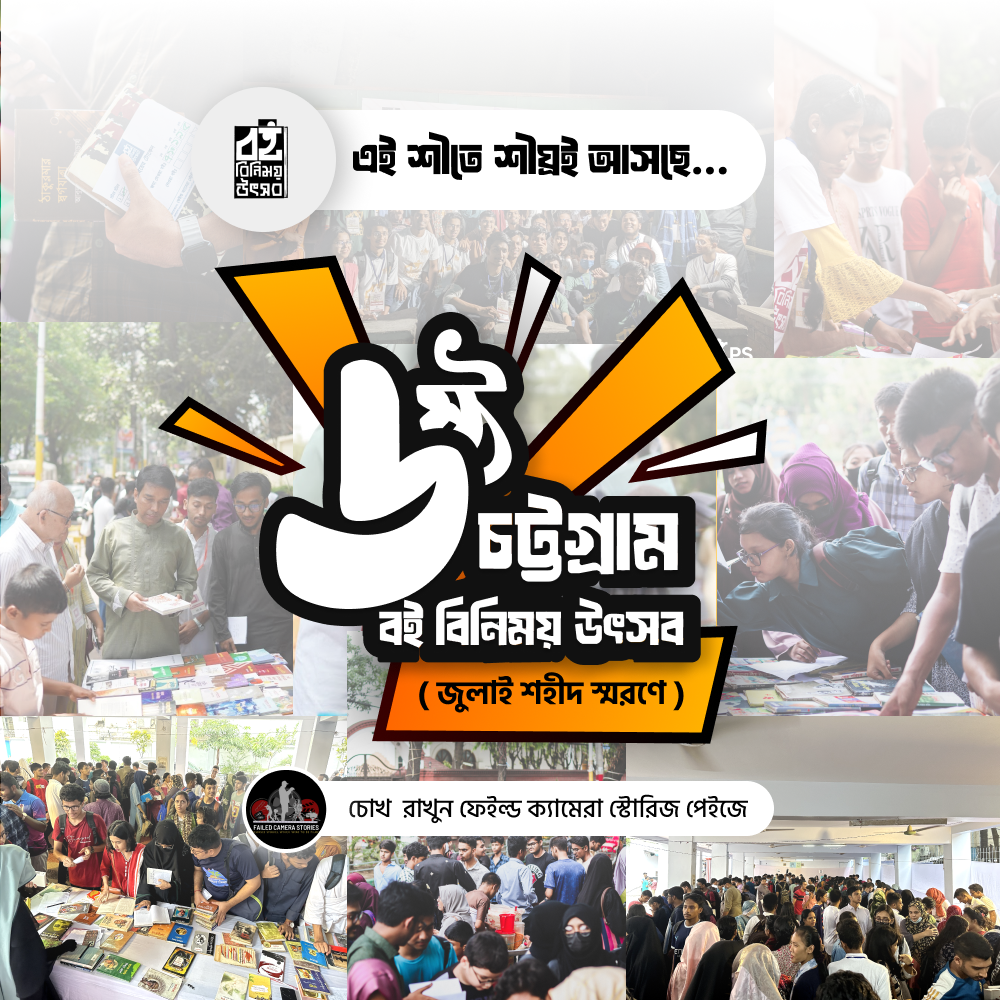 বই
বিনিময়
উৎসব
এই শীতে শীঘ্রই আসছে...
৬ষ্ঠ
চট্টগ্রাম
বই বিনিময় উৎসব
( জুলাই শহীদ স্মরণে )
FAILED CAMERA STORIES
চোখ রাখুন ফেইল্ড ক্যামেরা স্টোরিজ পেইজে